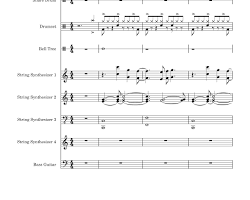 Drumset
Bell Tree
String Synthesizer 1
String Synthesizer 2
String Synthesizer 3
String Synthesizer 4
Bass Guitar